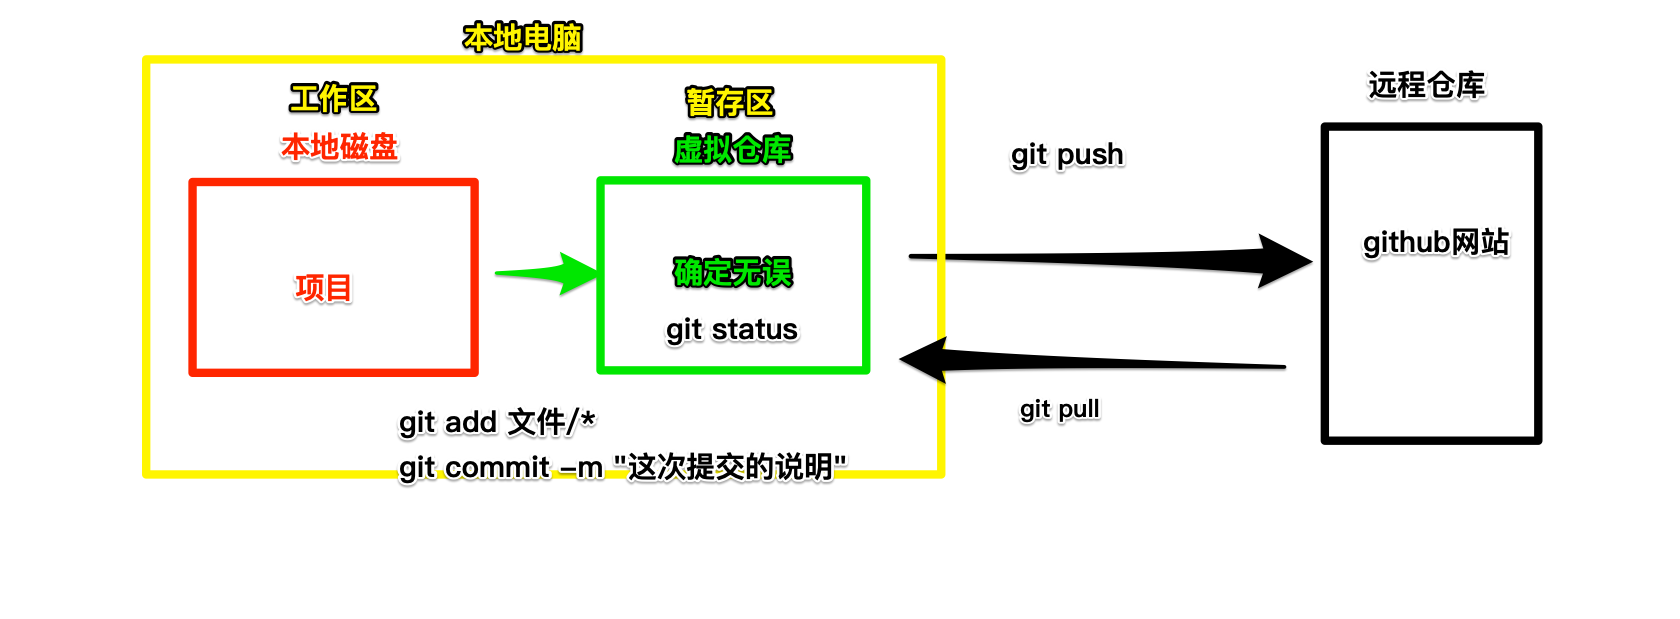 本地电脑
工作区
本地磁盘
项目
暂存区
虚拟仓库
确定无误
git status
git add 文件/*
git commit -m "这次提交的说明"
git push
git pull
远程仓库
github网站